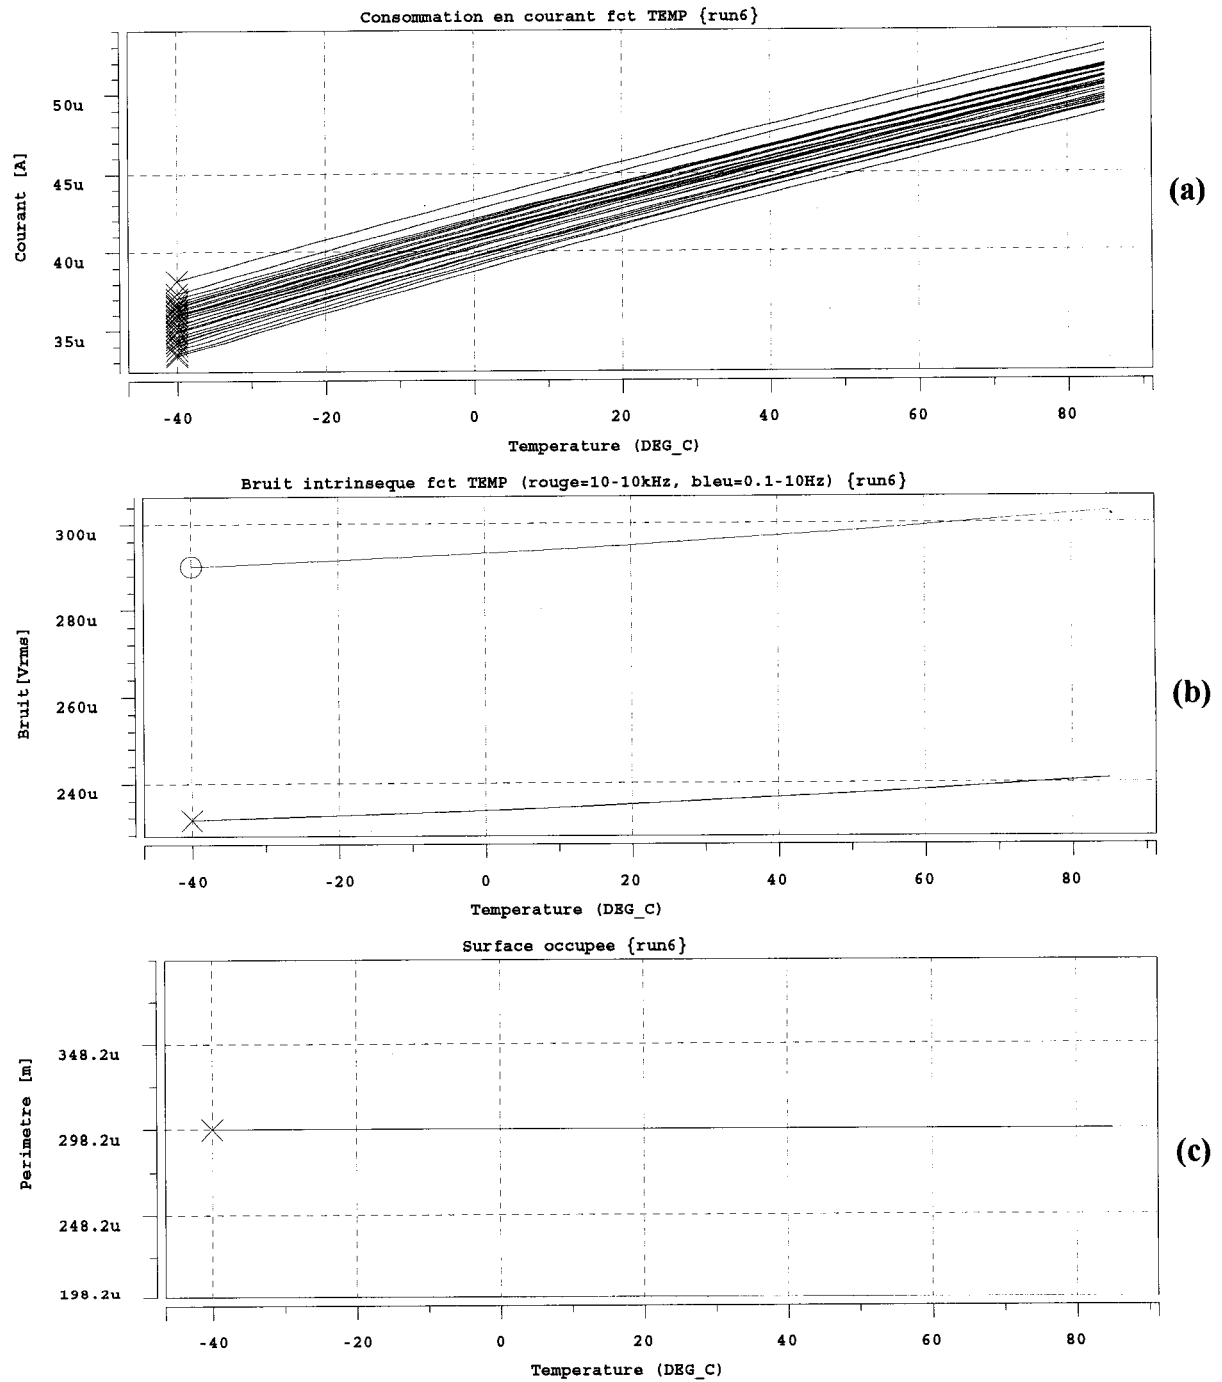 Consommation en courant fct TEMP {run6}
50u
45u
40u
35u
Courant [A]
(a)
-40 -20 0 20 40 60 80
Temperature (DEG_C)
Bruit intrinseque fct TEMP (rouge=10-10kHz, bleu=0.1-10Hz) {run6}
300u
280u
260u
240u
Bruit[Vrms]
(b)
-40 -20 0 20 40 60 80
Temperature (DEG_C)
Surface occupee {run6}
348.2u
298.2u
248.2u
198.2u
Perimetre [m]
(c)
-40 -20 0 20 40 60 80
Temperature (DEG_C)